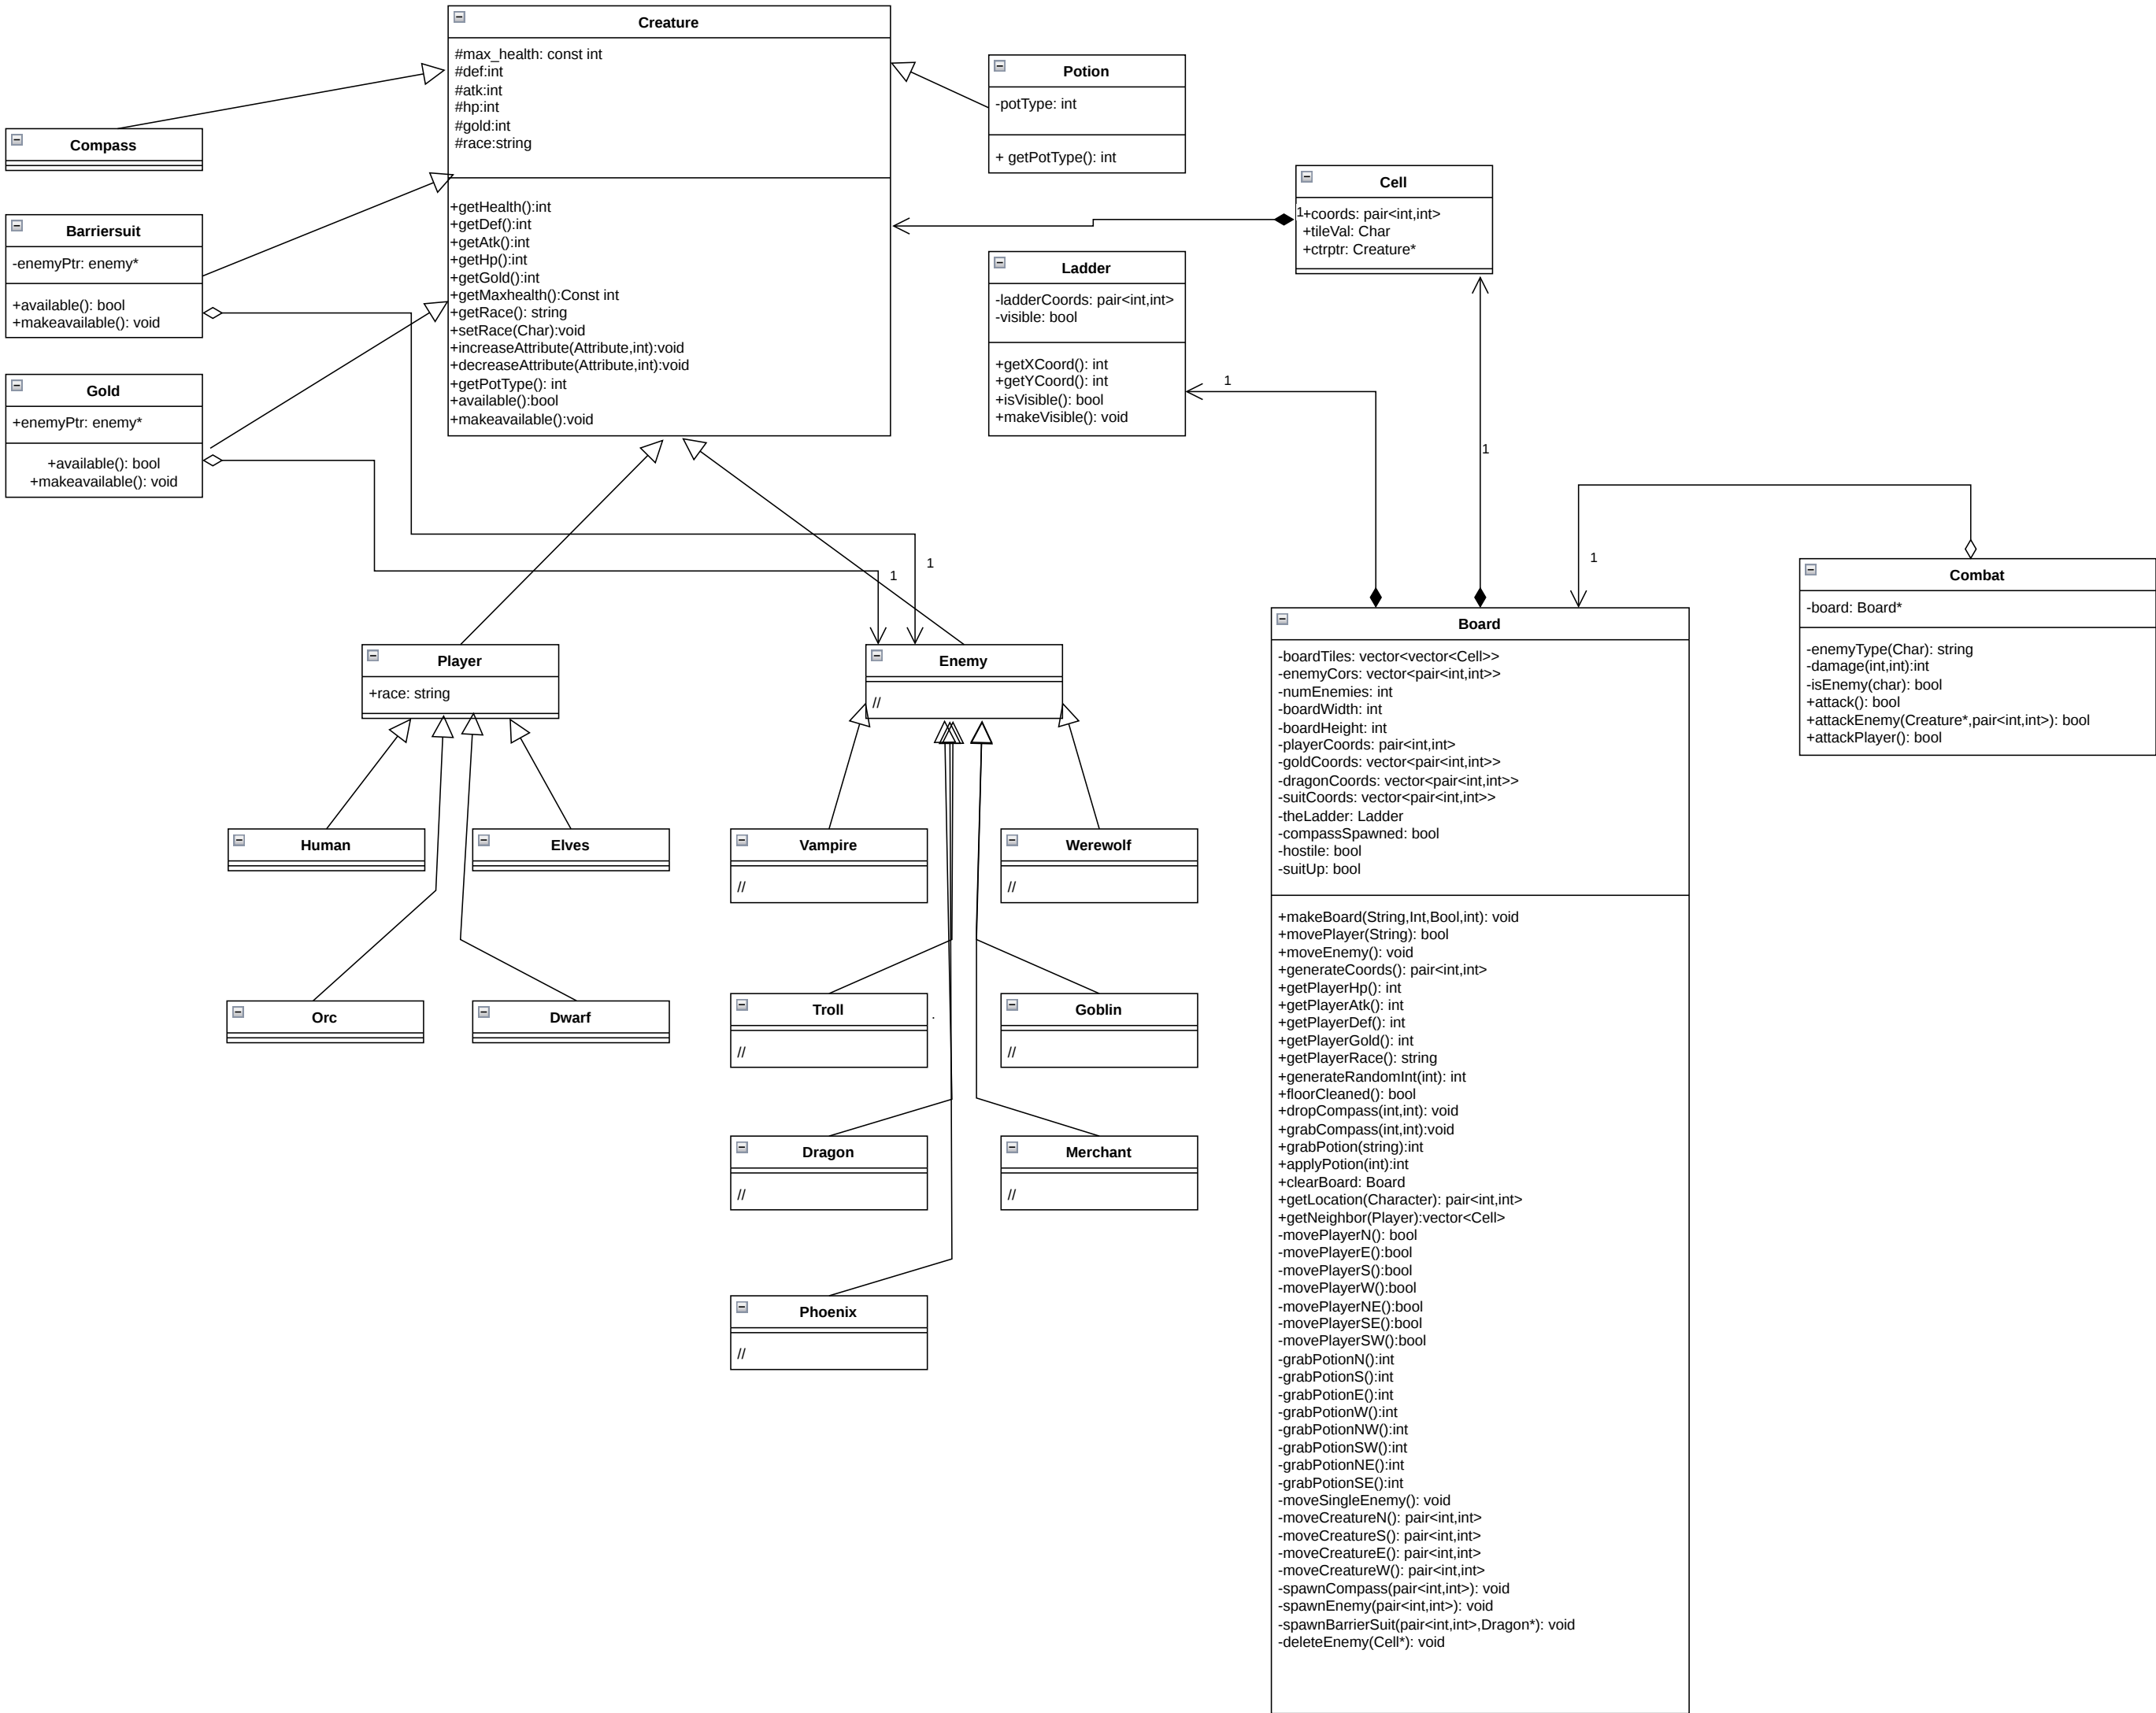 Creature
#max_health: const int
#def:int
#atk:int
#hp:int
#gold:int
#race:string
+getHealth():int
+getDef():int
+getAtk():int
+getHp():int
+getGold():int
+getMaxhealth():Const int
+getRace(): string
+setRace(Char):void
+increaseAttribute(Attribute,int):void
+decreaseAttribute(Attribute,int):void
+getPotType(): int
+available():bool
+makeavailable():void
Potion
-potType: int
+ getPotType(): int
Compass
Barriersuit
-enemyPtr: enemy*
+available(): bool
+makeavailable(): void
Gold
+enemyPtr: enemy*
+available(): bool
+makeavailable(): void
Cell
1
+coords: pair<int,int>
+tileVal: Char
+ctrptr: Creature*
Ladder
-ladderCoords: pair<int,int>
-visible: bool
+getXCoord(): int
+getYCoord(): int
+isVisible(): bool
+makeVisible(): void
1
1
1
1
1
Combat
-board: Board*
-enemyType(Char): string
-damage(int,int):int
-isEnemy(char): bool
+attack(): bool
+attackEnemy(Creature*,pair<int,int>): bool
+attackPlayer(): bool
Player
+race: string
Enemy
//
Human
Elves
Orc
Dwarf
Vampire
//
Werewolf
//
Troll
//
.
Goblin
//
Dragon
//
Merchant
//
Phoenix
//
Board
-boardTiles: vector<vector<Cell>>
-enemyCors: vector<pair<int,int>>
-numEnemies: int
-boardWidth: int
-boardHeight: int
-playerCoords: pair<int,int>
-goldCoords: vector<pair<int,int>>
-dragonCoords: vector<pair<int,int>>
-suitCoords: vector<pair<int,int>>
-theLadder: Ladder
-compassSpawned: bool
-hostile: bool
-suitUp: bool
+makeBoard(String,Int,Bool,int): void
+movePlayer(String): bool
+moveEnemy(): void
+generateCoords(): pair<int,int>
+getPlayerHp(): int
+getPlayerAtk(): int
+getPlayerDef(): int
+getPlayerGold(): int
+getPlayerRace(): string
+generateRandomInt(int): int
+floorCleaned(): bool
+dropCompass(int,int): void
+grabCompass(int,int):void
+grabPotion(string):int
+applyPotion(int):int
+clearBoard: Board
+getLocation(Character): pair<int,int>
+getNeighbor(Player):vector<Cell>
-movePlayerN(): bool
-movePlayerE():bool
-movePlayerS():bool
-movePlayerW():bool
-movePlayerNE():bool
-movePlayerSE():bool
-movePlayerSW():bool
-grabPotionN():int
-grabPotionS():int
-grabPotionE():int
-grabPotionW():int
-grabPotionNW():int
-grabPotionSW():int
-grabPotionNE():int
-grabPotionSE():int
-moveSingleEnemy(): void
-moveCreatureN(): pair<int,int>
-moveCreatureS(): pair<int,int>
-moveCreatureE(): pair<int,int>
-moveCreatureW(): pair<int,int>
-spawnCompass(pair<int,int>): void
-spawnEnemy(pair<int,int>): void
-spawnBarrierSuit(pair<int,int>,Dragon*): void
-deleteEnemy(Cell*): void